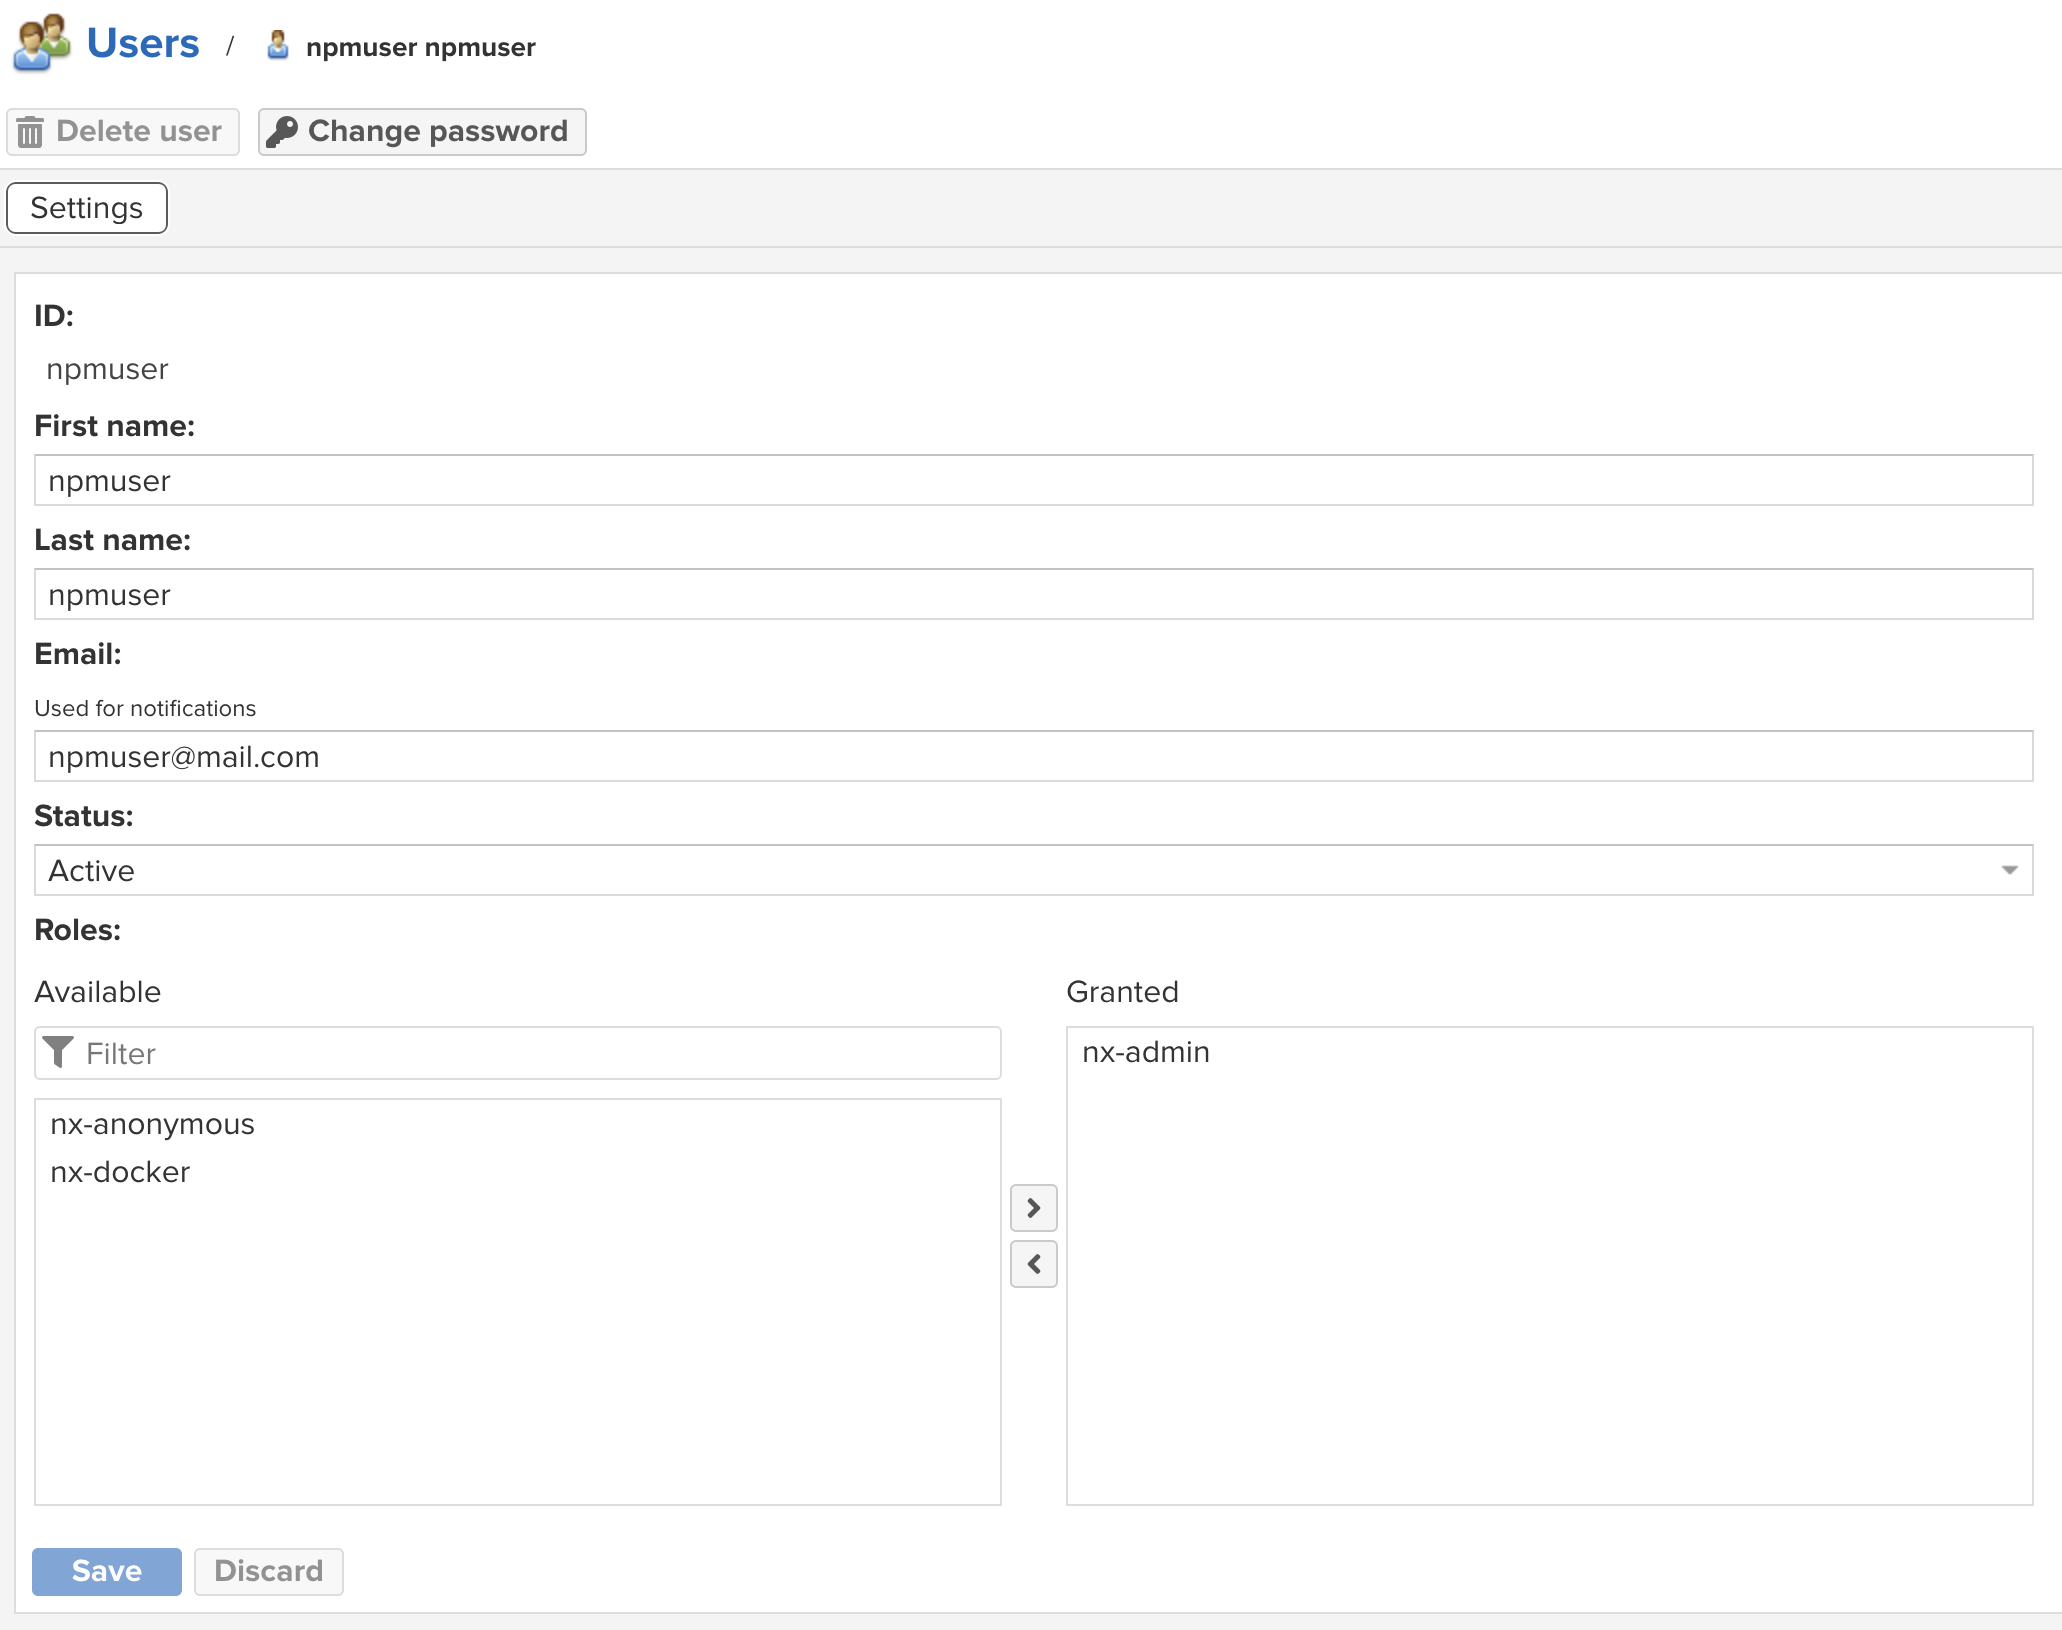 Users / npmuser npmuser
Delete user Change password
Settings
ID:
npmuser
First name:
npmuser
Last name:
npmuser
Email:
Used for notifications
npmuser@mail.com
Status:
Active
Roles:
Available
Filter
nx-anonymous
nx-docker
Granted
nx-admin
Save Discard